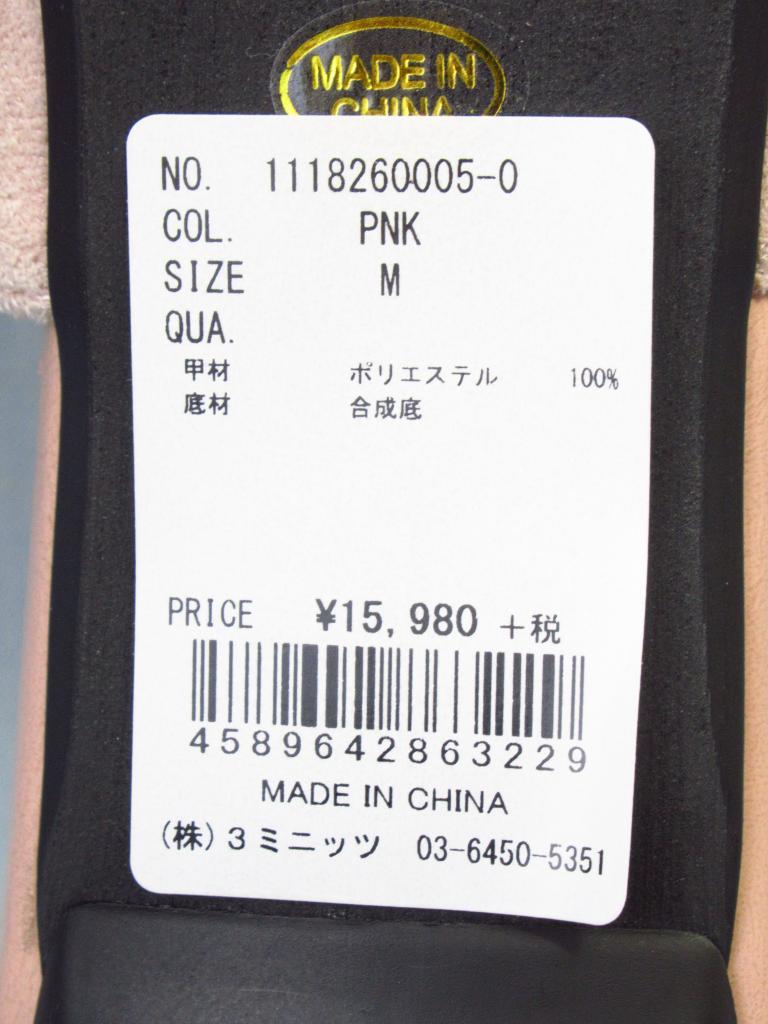 MADE IN
CHINA
NO. 1118260005-0
COL. PNK
SIZE M
QUA.
甲材 ポリエステル 100%
底材 合成底
PRICE ¥15,980 +税
4589642863229
MADE IN CHINA
(株)3ミニッツ 03-6450-5351